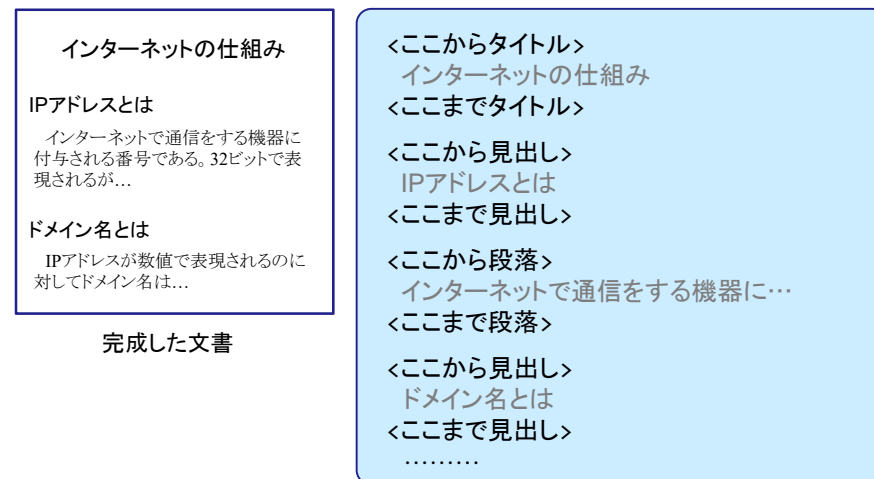 インターネットの仕組み
IPアドレスとは
インターネットで通信をする機器に
付与される番号である。32ビットで表
現されるが…
ドメイン名とは
IPアドレスが数値で表現されるのに
対してドメイン名は…
完成した文書
<ここからタイトル>
インターネットの仕組み
<ここまでタイトル>
<ここから見出し>
IPアドレスとは
<ここまで見出し>
<ここから段落>
インターネットで通信をする機器に…
<ここまで段落>
<ここから見出し>
ドメイン名とは
<ここまで見出し>
………